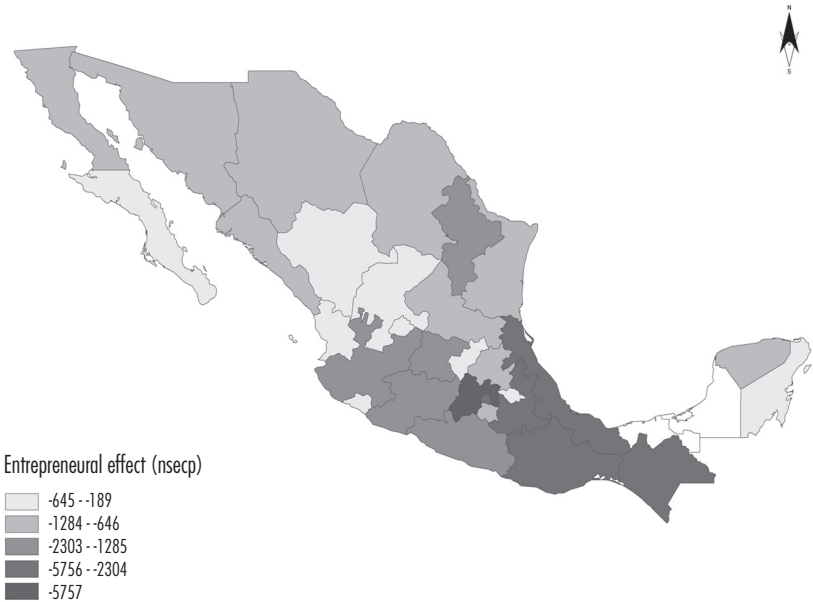 N
S
Entrepreneural effect (nsecp)
-645 - -189
-1284 - -646
-2303 - -1285
-5756 - -2304
-5757